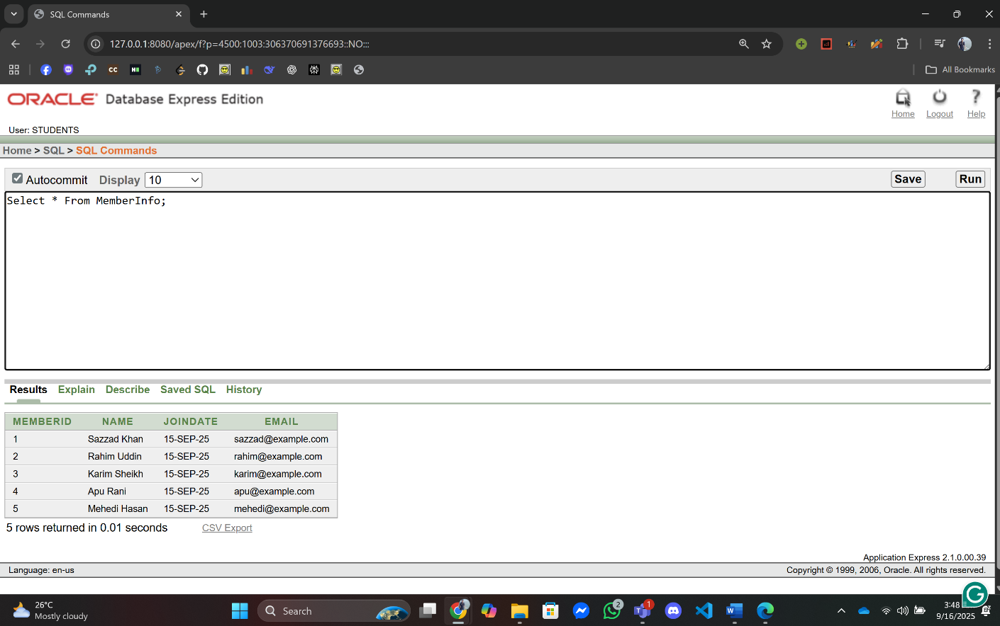 SQL Commands
127.0.0.1:8080/apex/f?p=4500:1003:306370691376693::NO:::
All Bookmarks
ORACLE Database Express Edition
Home Logout Help
User: STUDENTS
Home > SQL > SQL Commands
Autocommit Display 10 Save Run
Select * From MemberInfo;
Results Explain Describe Saved SQL History
MEMBERID NAME JOINDATE EMAIL
1 Sazzad Khan 15-SEP-25 sazzad@example.com
2 Rahim Uddin 15-SEP-25 rahim@example.com
3 Karim Sheikh 15-SEP-25 karim@example.com
4 Apu Rani 15-SEP-25 apu@example.com
5 Mehedi Hasan 15-SEP-25 mehedi@example.com
5 rows returned in 0.01 seconds CSV Export
Application Express 2.1.0.00.39
Language: en-us Copyright © 1999, 2006, Oracle. All rights reserved.
26°C
Mostly cloudy
Search
2
1
3:48
9/16/2025